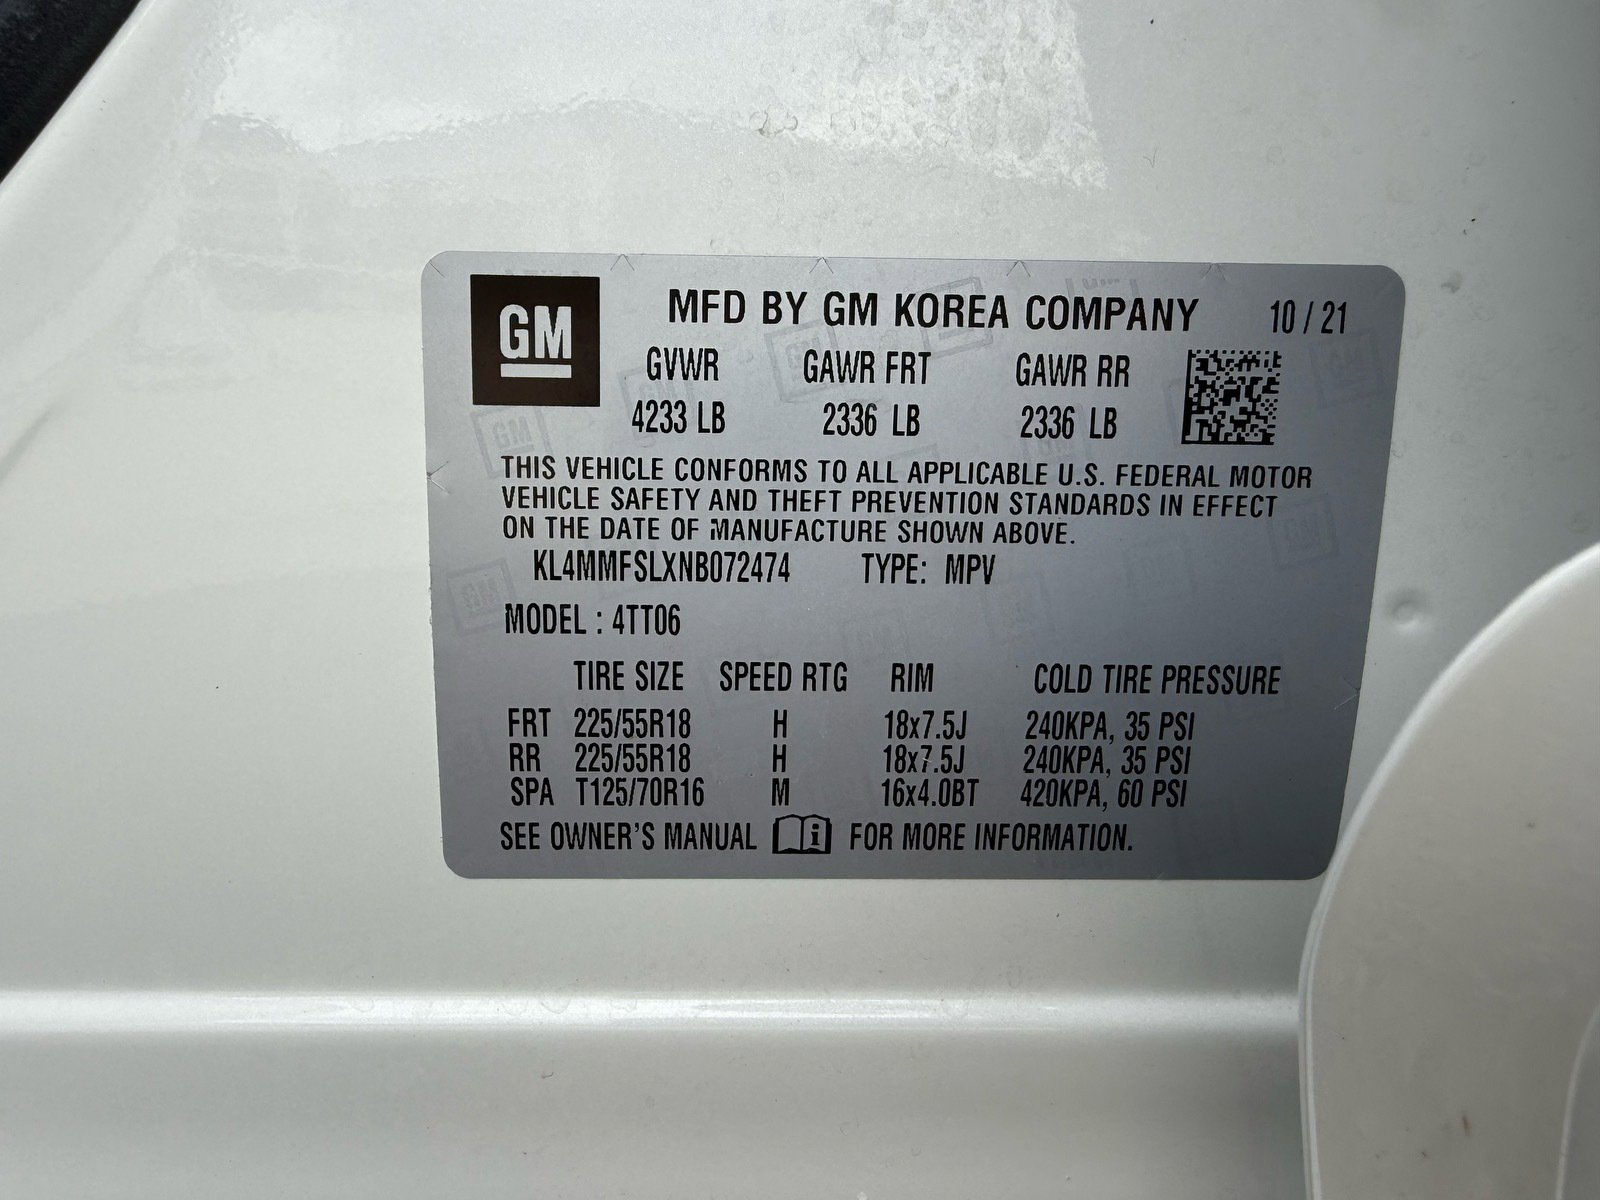 GM
MFD BY GM KOREA COMPANY 10 / 21
GVWR GAWR FRT GAWR RR
4233 LB 2336 LB 2336 LB
THIS VEHICLE CONFORMS TO ALL APPLICABLE U.S. FEDERAL MOTOR
VEHICLE SAFETY AND THEFT PREVENTION STANDARDS IN EFFECT
ON THE DATE OF MANUFACTURE SHOWN ABOVE.
KL4MMFSLXNB072474 TYPE: MPV
MODEL : 4TT06
TIRE SIZE SPEED RTG RIM COLD TIRE PRESSURE
FRT 225/55R18 H 18x7.5J 240KPA, 35 PSI
RR 225/55R18 H 18x7.5J 240KPA, 35 PSI
SPA T125/70R16 M 16x4.0BT 420KPA, 60 PSI
SEE OWNER'S MANUAL i FOR MORE INFORMATION.